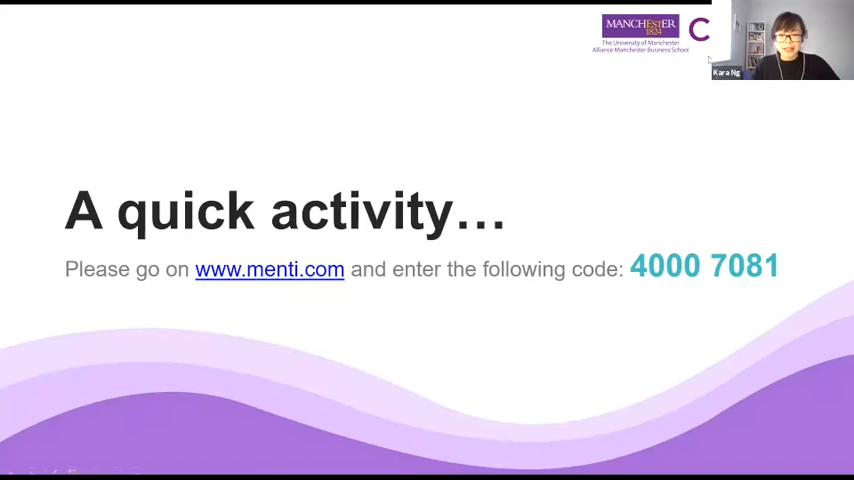 MANCHESTER
1824
The University of Manchester
Alliance Manchester Business School
C
Kara Ng
A quick activity…
Please go on www.menti.com and enter the following code: 4000 7081